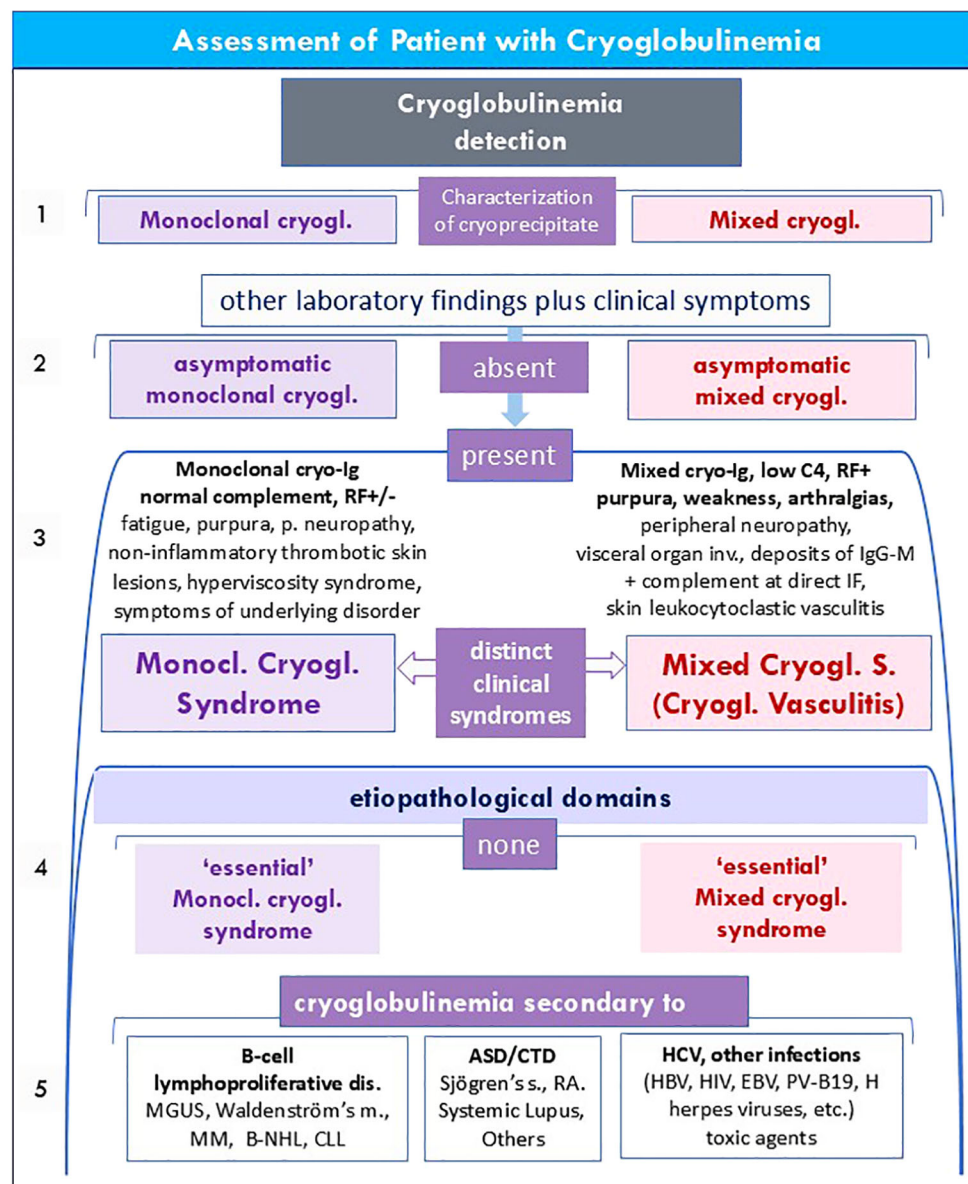 Assessment of Patient with Cryoglobulinemia
Cryoglobulinemia
detection
1
Monoclonal cryogl.
Characterization
of cryoprecipitate
Mixed cryogl.
other laboratory findings plus clinical symptoms
2
asymptomatic
monoclonal cryogl.
absent
asymptomatic
mixed cryogl.
present
3
Monoclonal cryo-Ig
normal complement, RF+/-
fatigue, purpura, p. neuropathy,
non-inflammatory thrombotic skin
lesions, hyperviscosity syndrome,
symptoms of underlying disorder
Mixed cryo-Ig, low C4, RF+
purpura, weakness, arthralgias,
peripheral neuropathy,
visceral organ inv., deposits of IgG-M
+ complement at direct IF,
skin leukocytoclastic vasculitis
Monocl. Cryogl.
Syndrome
distinct
clinical
syndromes
Mixed Cryogl. S.
(Cryogl. Vasculitis)
etiopathological domains
none
4
'essential'
Monocl. cryogl.
syndrome
'essential'
Mixed cryogl.
syndrome
cryoglobulinemia secondary to
5
B-cell
lymphoproliferative dis.
MGUS, Waldenström's m.,
MM, B-NHL, CLL
ASD/CTD
Sjögren's s., RA.
Systemic Lupus,
Others
HCV, other infections
(HBV, HIV, EBV, PV-B19, H
herpes viruses, etc.)
toxic agents